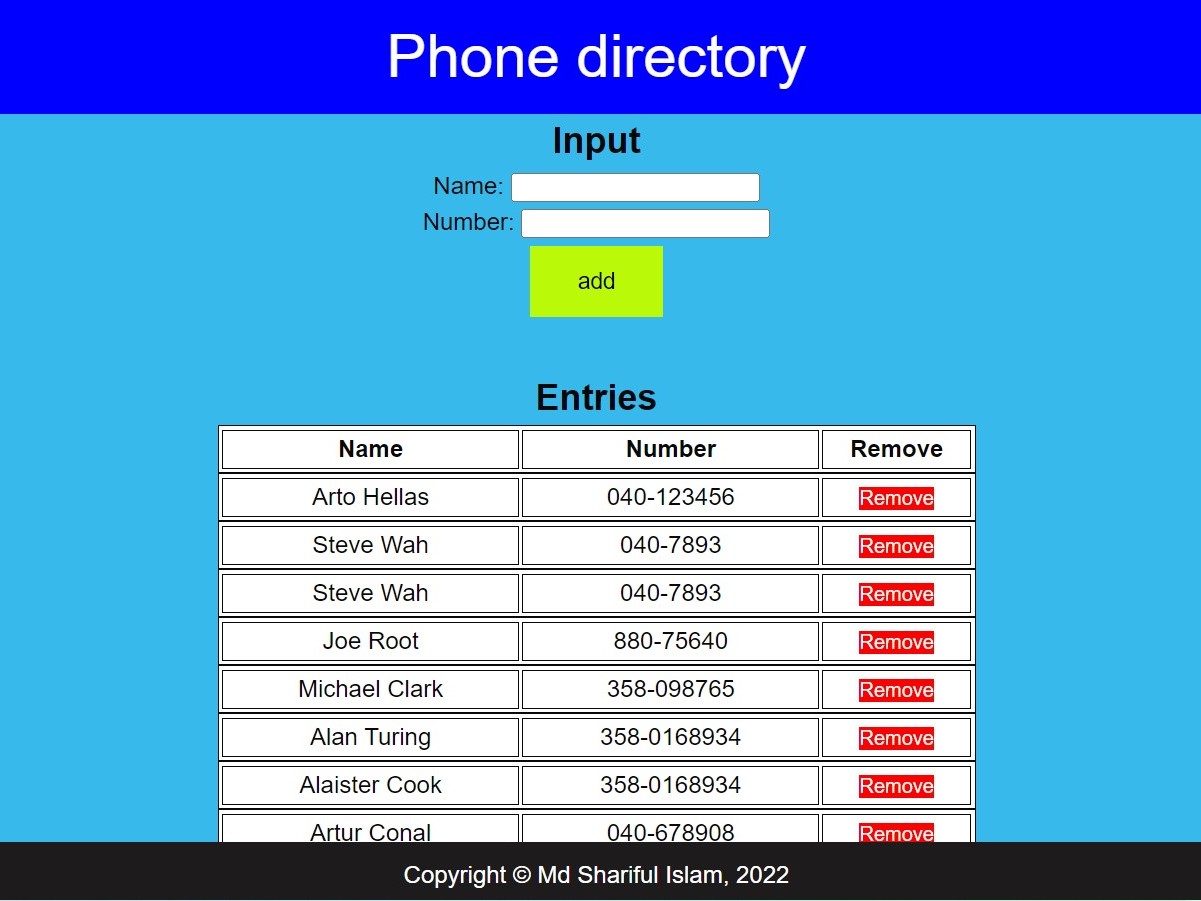 Phone directory
Input
Name:
Number:
add
Entries
Name Number Remove
Arto Hellas 040-123456 Remove
Steve Wah 040-7893 Remove
Steve Wah 040-7893 Remove
Joe Root 880-75640 Remove
Michael Clark 358-098765 Remove
Alan Turing 358-0168934 Remove
Alaister Cook 358-0168934 Remove
Artur Conal 040-678908 Remove
Copyright © Md Shariful Islam, 2022